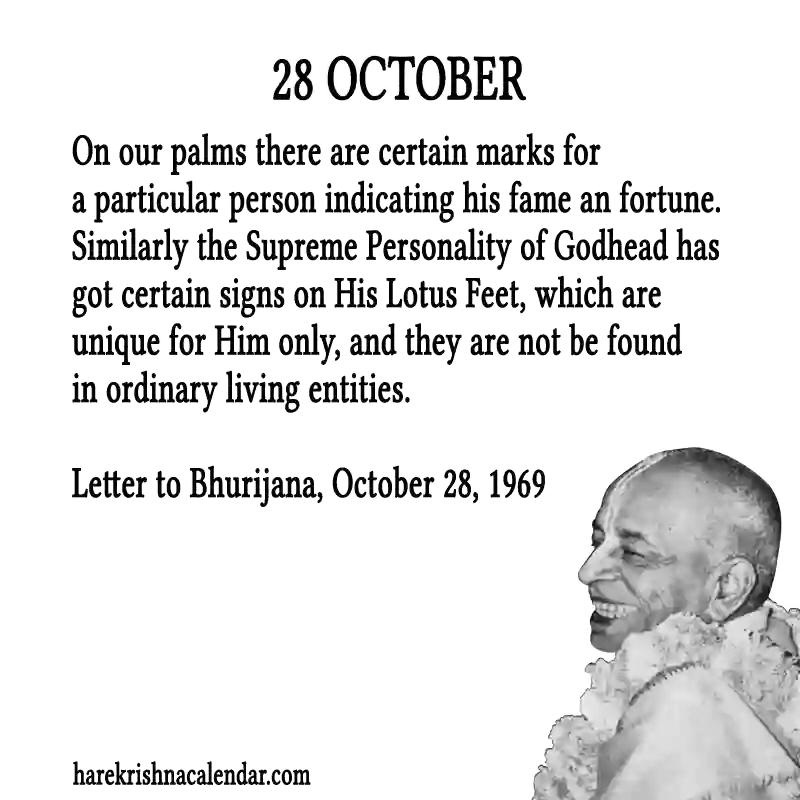 28 OCTOBER
On our palms there are certain marks for
a particular person indicating his fame an fortune.
Similarly the Supreme Personality of Godhead has
got certain signs on His Lotus Feet, which are
unique for Him only, and they are not be found
in ordinary living entities.
Letter to Bhurijana, October 28, 1969
harekrishnacalendar.com